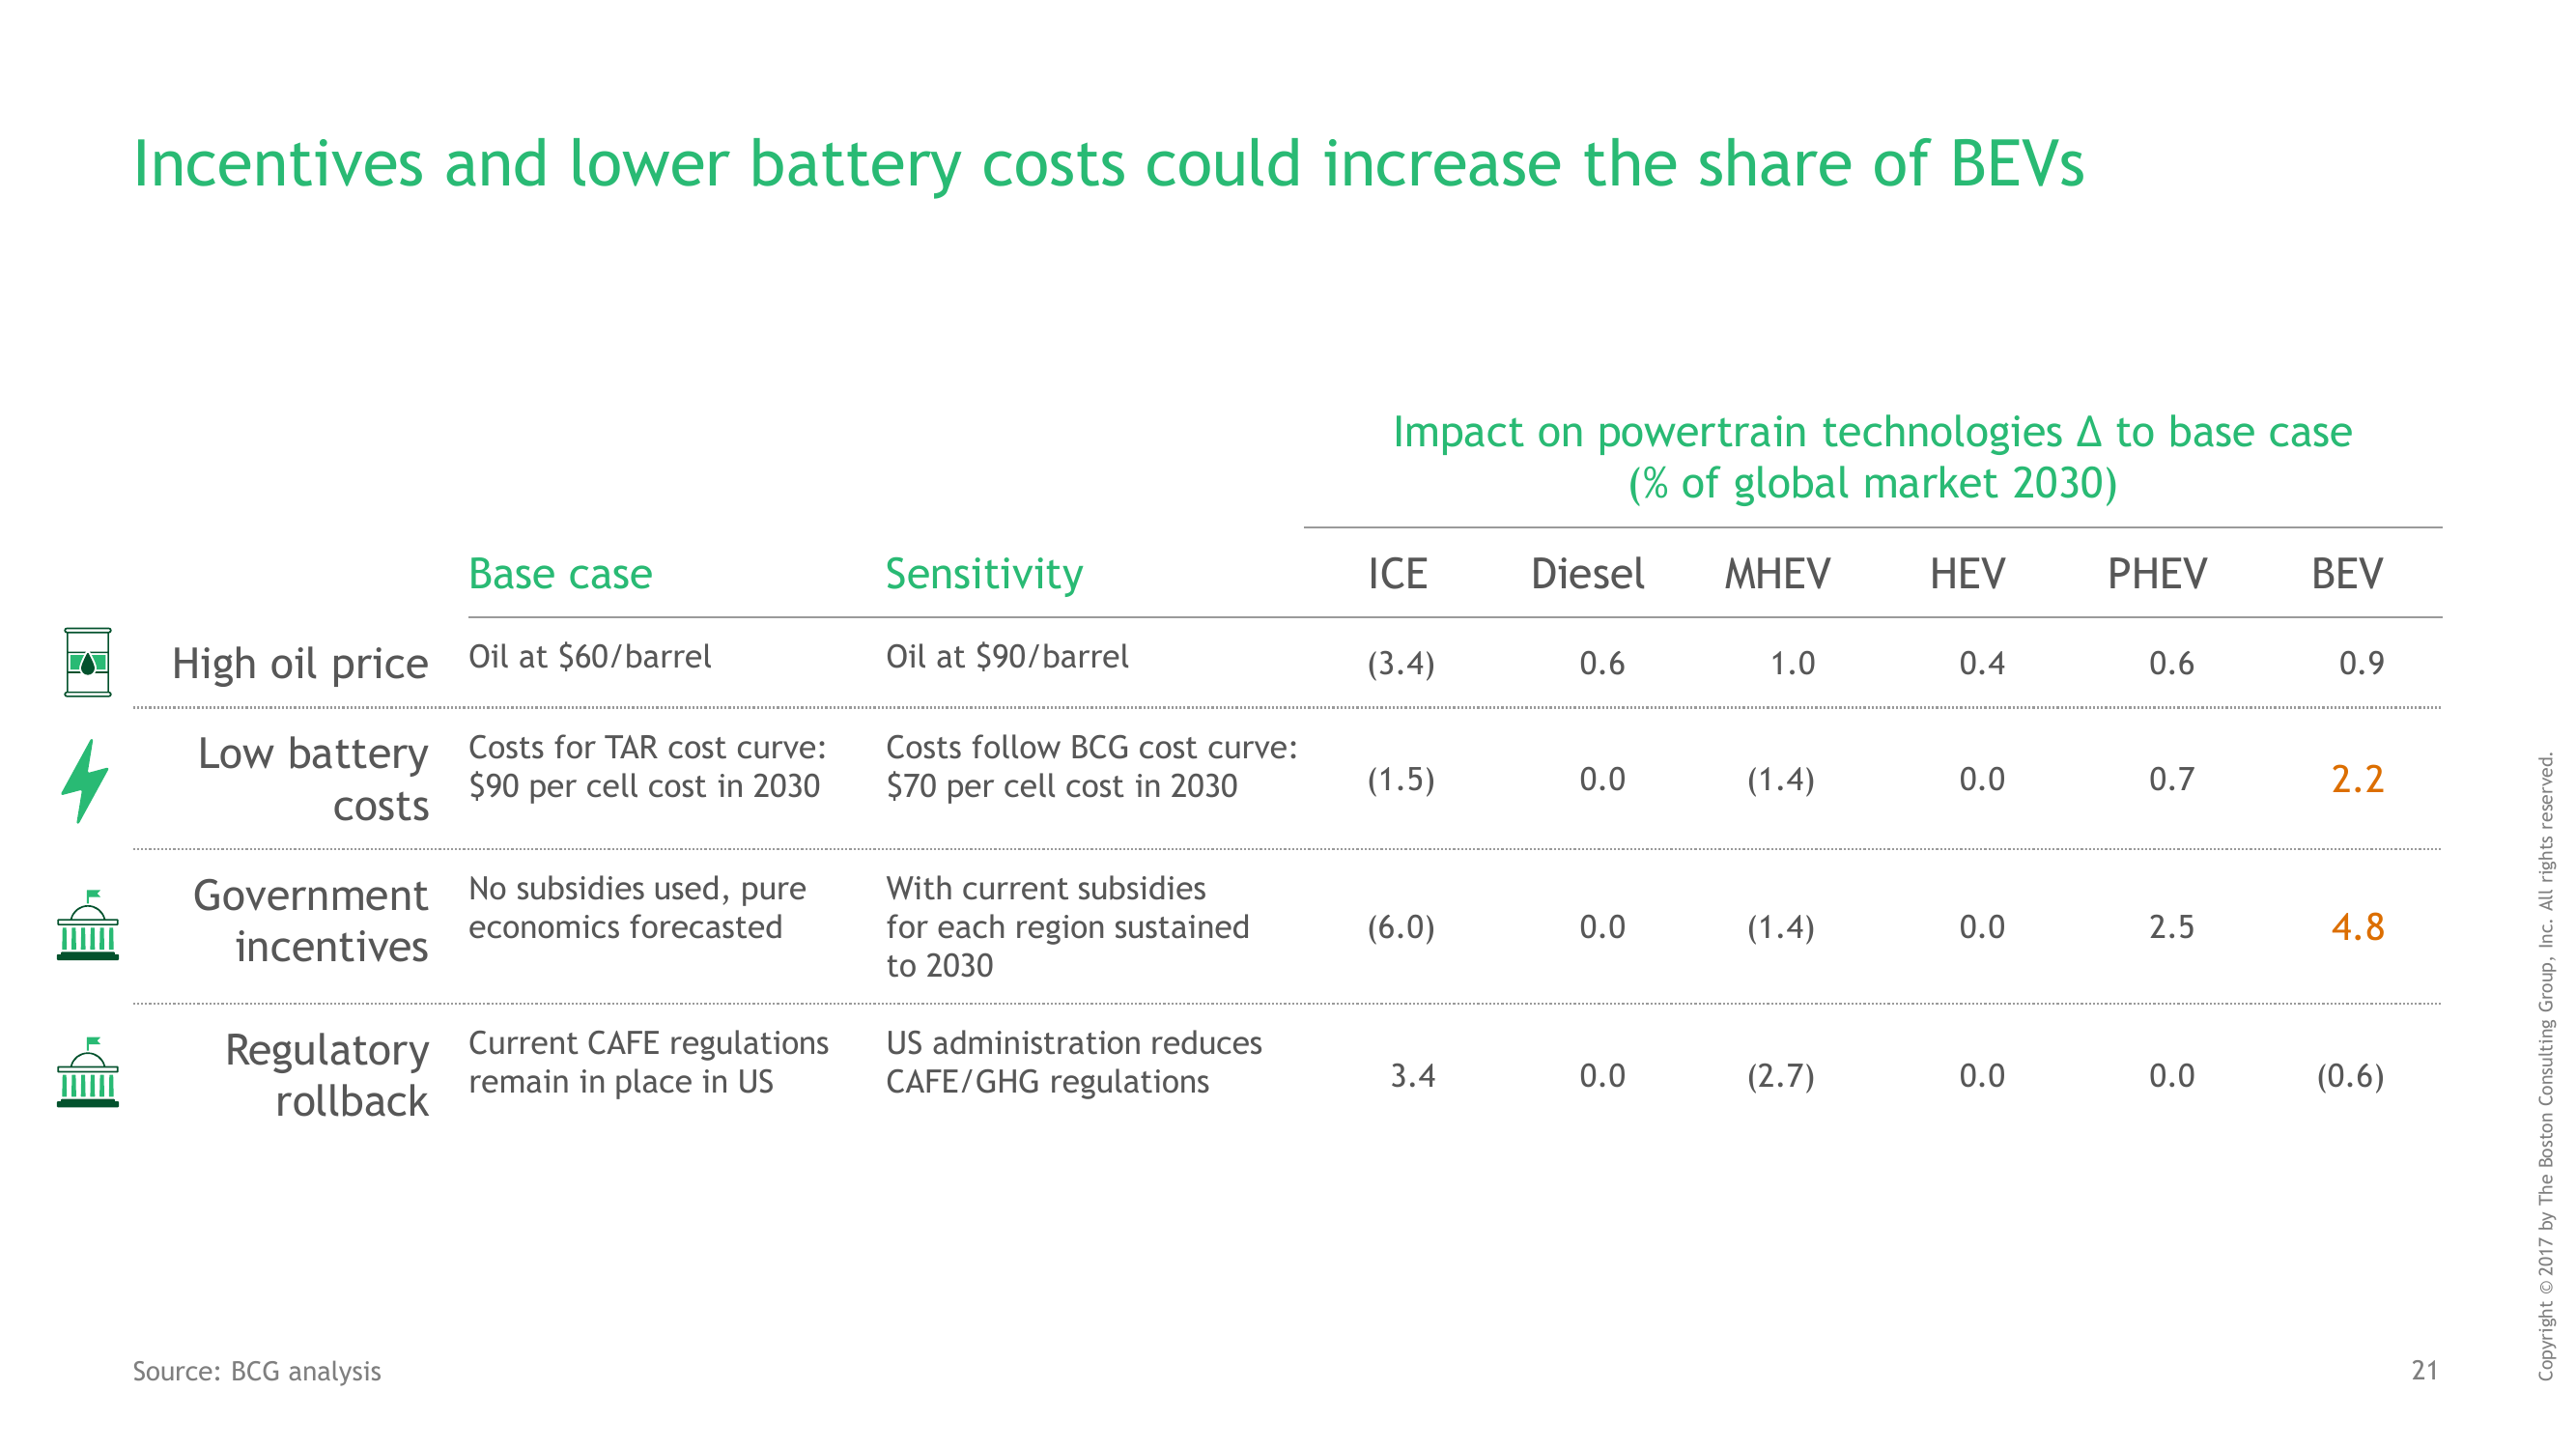 Incentives and lower battery costs could increase the share of BEVs
Impact on powertrain technologies Δ to base case
(% of global market 2030)
Base case Sensitivity ICE Diesel MHEV HEV PHEV BEV
High oil price Oil at $60/barrel Oil at $90/barrel (3.4) 0.6 1.0 0.4 0.6 0.9
Low battery
costs
Costs for TAR cost curve:
$90 per cell cost in 2030
Costs follow BCG cost curve:
$70 per cell cost in 2030
(1.5) 0.0 (1.4) 0.0 0.7 2.2
Government
incentives
No subsidies used, pure
economics forecasted
With current subsidies
for each region sustained
to 2030
(6.0) 0.0 (1.4) 0.0 2.5 4.8
Regulatory
rollback
Current CAFE regulations
remain in place in US
US administration reduces
CAFE/GHG regulations
3.4 0.0 (2.7) 0.0 0.0 (0.6)
Source: BCG analysis
21
Copyright © 2017 by The Boston Consulting Group, Inc. All rights reserved.